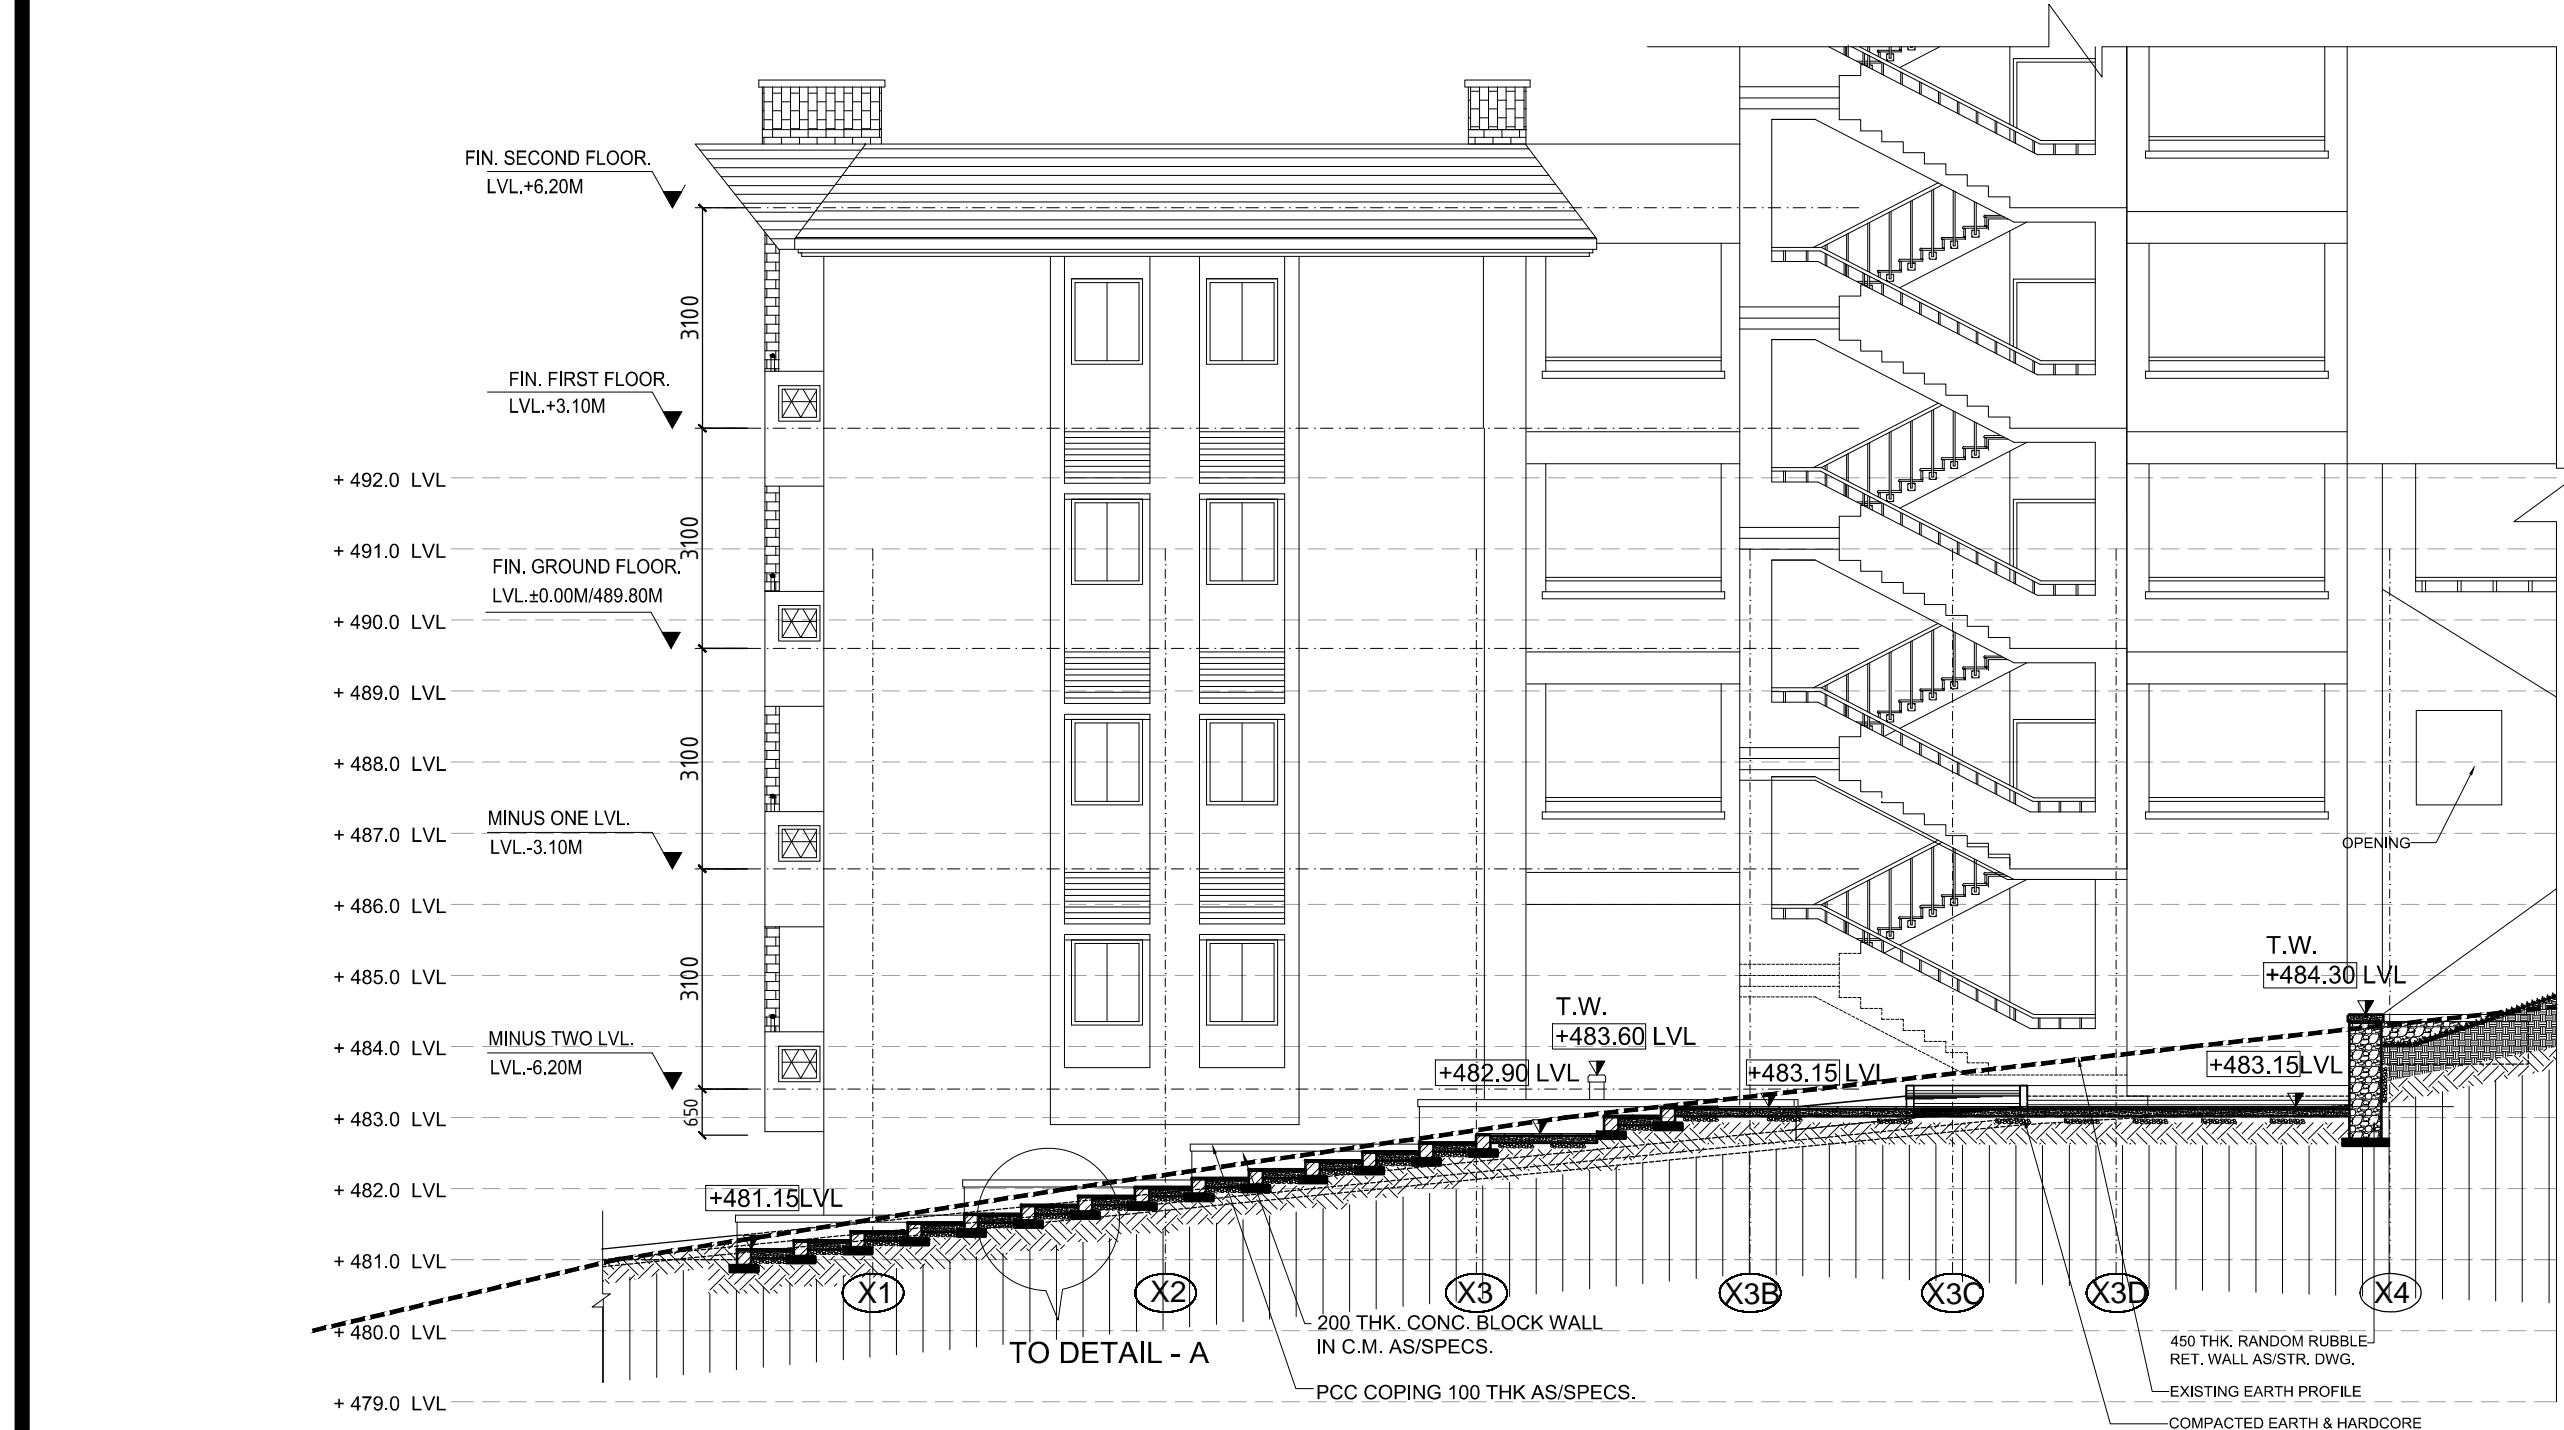 FIN. SECOND FLOOR.
LVL.+6.20M
3100
FIN. FIRST FLOOR.
LVL.+3.10M
+ 492.0 LVL
3100
+ 491.0 LVL
FIN. GROUND FLOOR.
LVL.±0.00M/489.80M
+ 490.0 LVL
+ 489.0 LVL
3100
+ 488.0 LVL
MINUS ONE LVL.
+ 487.0 LVL
LVL.-3.10M
OPENING
+ 486.0 LVL
T.W.
+484.30 LVL
+ 485.0 LVL
3100
T.W.
+483.60 LVL
MINUS TWO LVL.
+ 484.0 LVL
LVL.-6.20M
+482.90 LVL
+483.15 LVL
+483.15LVL
650
+ 483.0 LVL
+ 482.0 LVL
+481.15LVL
+ 481.0 LVL
X1
X2
X3
X3B
X3C
X3D
X4
+ 480.0 LVL
TO DETAIL - A
200 THK. CONC. BLOCK WALL
IN C.M. AS/SPECS.
450 THK. RANDOM RUBBLE
RET. WALL AS/STR. DWG.
PCC COPING 100 THK AS/SPECS.
EXISTING EARTH PROFILE
+ 479.0 LVL
COMPACTED EARTH & HARDCORE